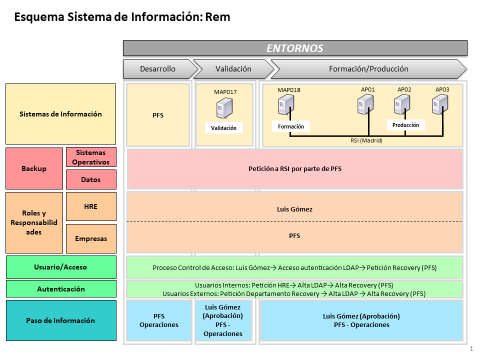 Esquema Sistema de Información: Rem
ENTORNOS
Desarrollo
Validación
Formación/Producción
Sistemas de Información
PFS
MAP017
Validación
MAP018
Formación
AP01
AP02
AP03
Producción
RSI (Madrid)
Backup
Sistemas
Operativos
Datos
Petición a RSI por parte de PFS
Roles y
Responsabilid
ades
HRE
Empresas
Luis Gómez
PFS
Usuario/Acceso
Proceso Control de Acceso: Luis Gómez→ Acceso autenticación LDAP→ Petición Recovery (PFS)
Autenticación
Usuarios Internos: Petición HRE→ Alta LDAP→ Alta Recovery (PFS)
Usuarios Externos: Petición Departamento Recovery → Alta LDAP → Alta Recovery (PFS)
Paso de Información
PFS
Operaciones
Luis Gómez
(Aprobación)
PFS -
Operaciones
Luis Gómez (Aprobación)
PFS - Operaciones
1